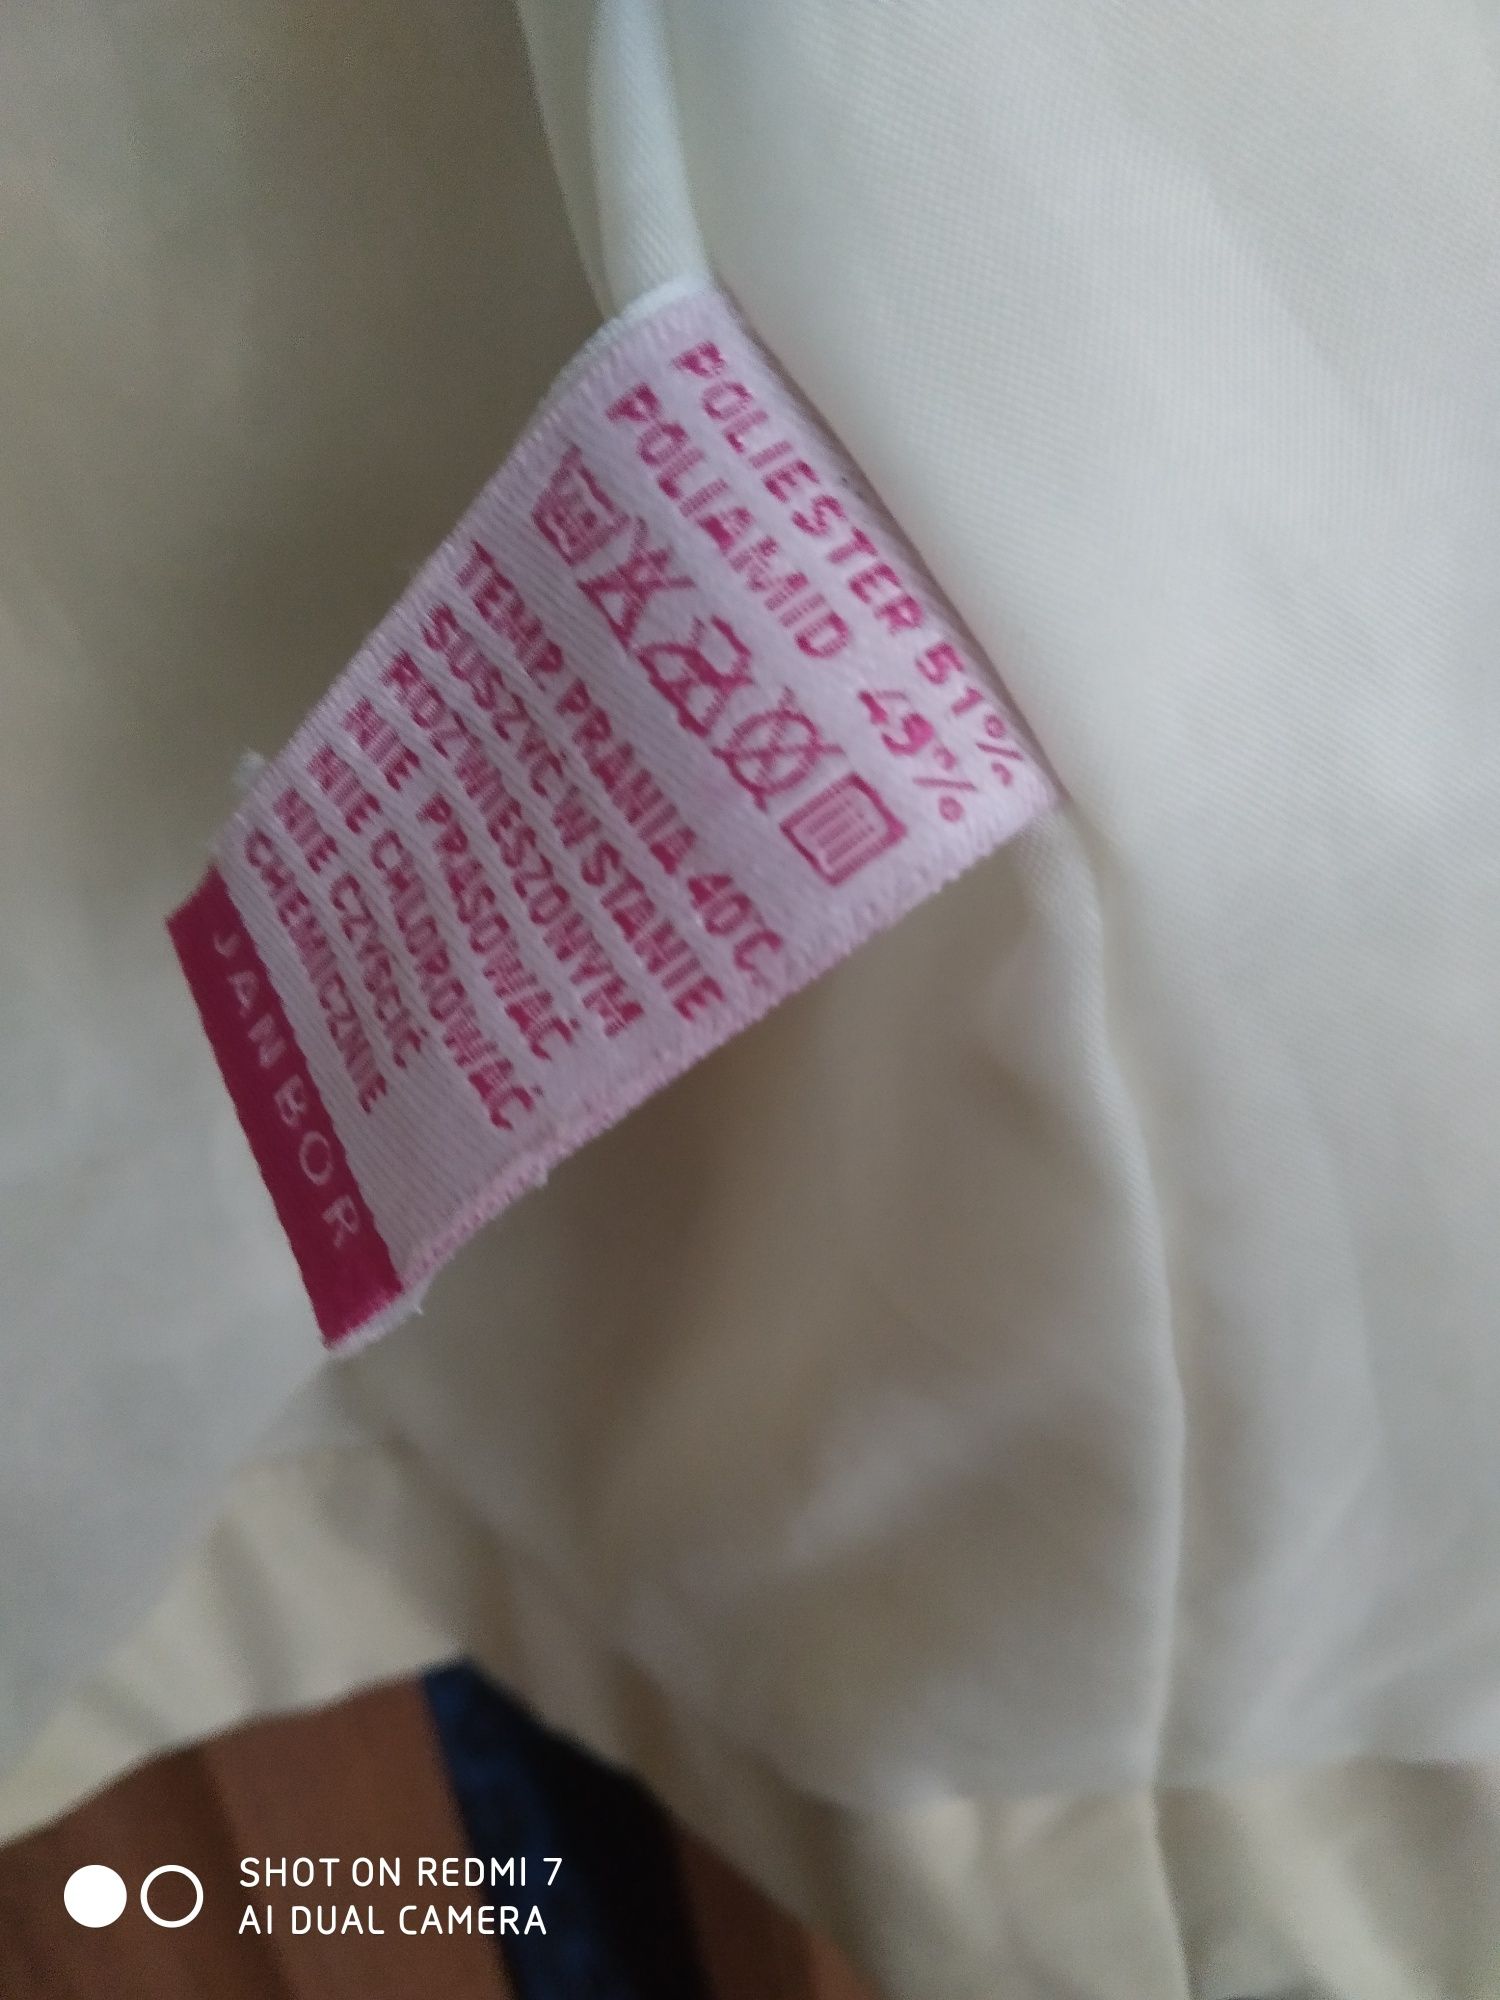 POLIESTER 51%
POLIAMID 49%
TEMP. PRANIA 40°C.
SUSZYĆ W STANIE
ROZWIESZONYM
NIE PRASOWAĆ
NIE CHLOROWAĆ
NIE CZYŚCIĆ
CHEMICZNIE
JANBOR
SHOT ON REDMI 7
AI DUAL CAMERA